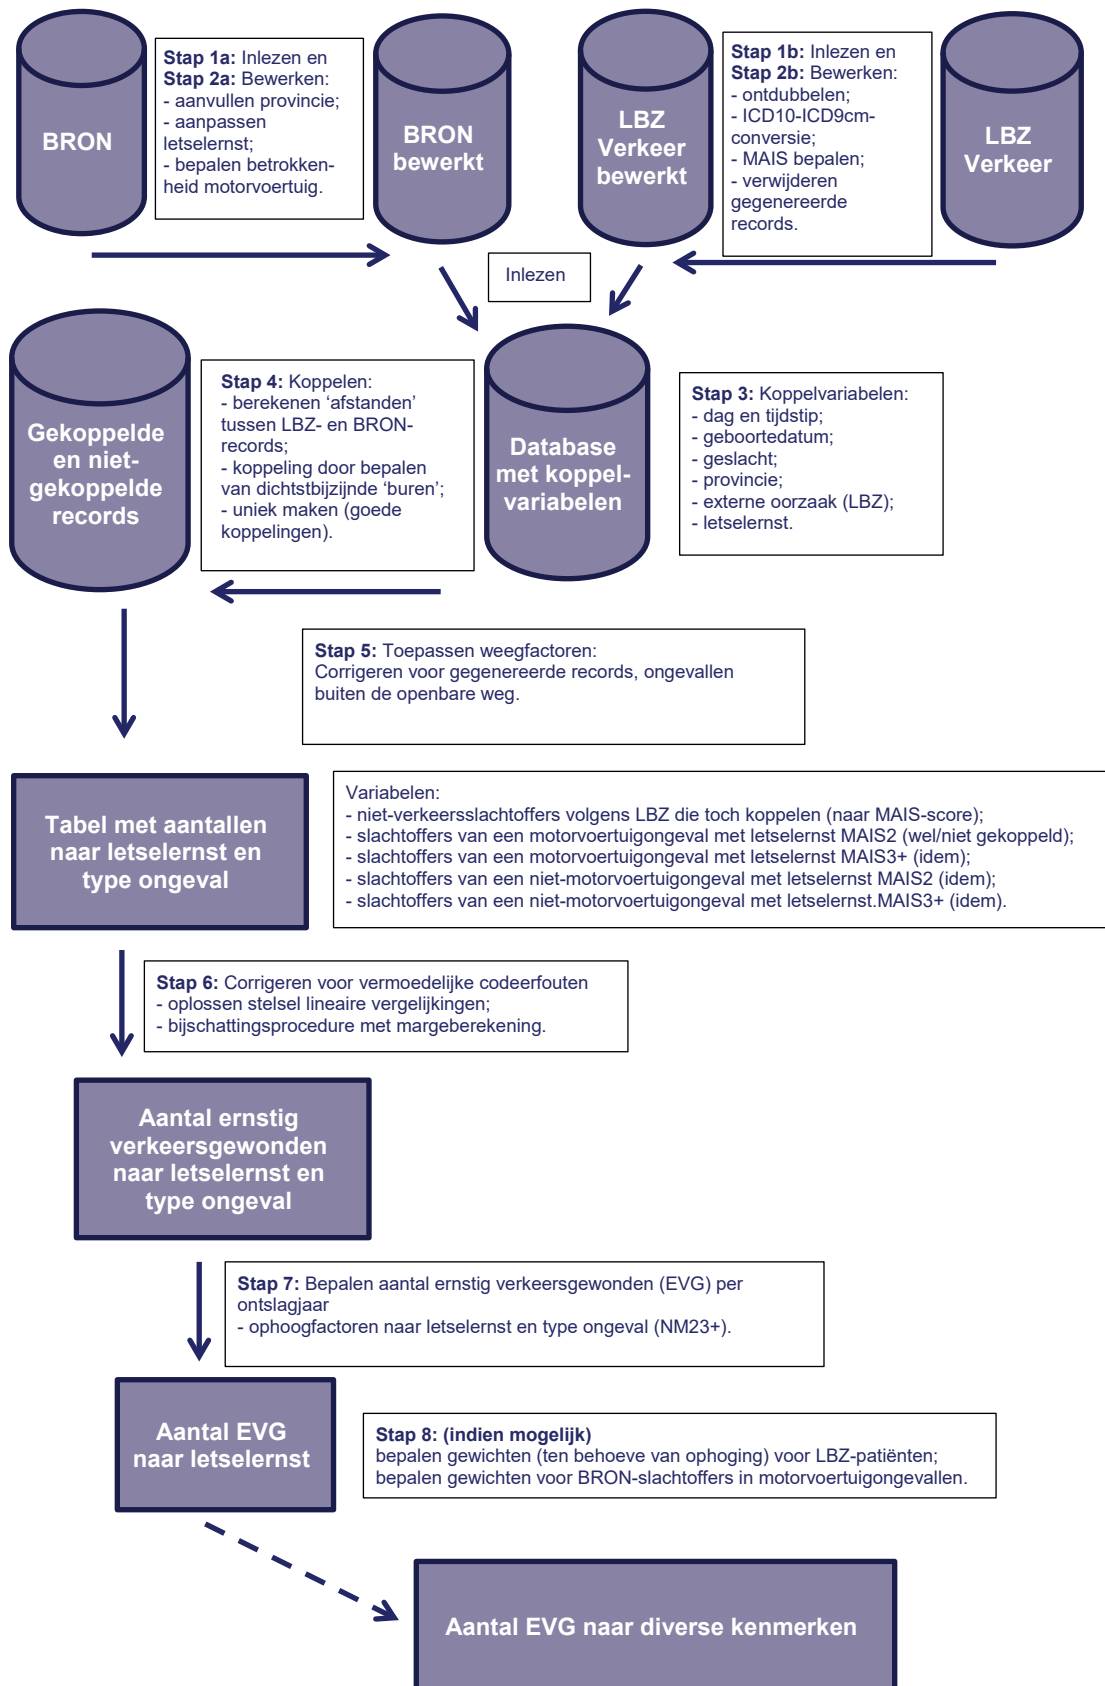 BRON
Stap 1a: Inlezen en
Stap 2a: Bewerken:
- aanvullen provincie;
- aanpassen
letselernst;
- bepalen betrokken-
heid motorvoertuig.
BRON
bewerkt
LBZ
Verkeer
bewerkt
Stap 1b: Inlezen en
Stap 2b: Bewerken:
- ontdubbelen;
- ICD10-ICD9cm-
conversie;
- MAIS bepalen;
- verwijderen
gegenereerde
records.
LBZ
Verkeer
Inlezen
Gekoppelde
en niet-
gekoppelde
records
Stap 4: Koppelen:
- berekenen ‘afstanden’
tussen LBZ- en BRON-
records;
- koppeling door bepalen
van dichtstbijzijnde ‘buren’;
- uniek maken (goede
koppelingen).
Database
met koppel-
variabelen
Stap 3: Koppelvariabelen:
- dag en tijdstip;
- geboortedatum;
- geslacht;
- provincie;
- externe oorzaak (LBZ);
- letselernst.
Stap 5: Toepassen weegfactoren:
Corrigeren voor gegenereerde records, ongevallen
buiten de openbare weg.
Tabel met aantallen
naar letselernst en
type ongeval
Variabelen:
- niet-verkeersslachtoffers volgens LBZ die toch koppelen (naar MAIS-score);
- slachtoffers van een motorvoertuigongeval met letselernst MAIS2 (wel/niet gekoppeld);
- slachtoffers van een motorvoertuigongeval met letselernst MAIS3+ (idem);
- slachtoffers van een niet-motorvoertuigongeval met letselernst MAIS2 (idem);
- slachtoffers van een niet-motorvoertuigongeval met letselernst.MAIS3+ (idem).
Stap 6: Corrigeren voor vermoedelijke codeerfouten
- oplossen stelsel lineaire vergelijkingen;
- bijschattingsprocedure met margeberekening.
Aantal ernstig
verkeersgewonden
naar letselernst en
type ongeval
Stap 7: Bepalen aantal ernstig verkeersgewonden (EVG) per
ontslagjaar
- ophoogfactoren naar letselernst en type ongeval (NM23+).
Aantal EVG
naar letselernst
Stap 8: (indien mogelijk)
bepalen gewichten (ten behoeve van ophoging) voor LBZ-patiënten;
bepalen gewichten voor BRON-slachtoffers in motorvoertuigongevallen.
Aantal EVG naar diverse kenmerken